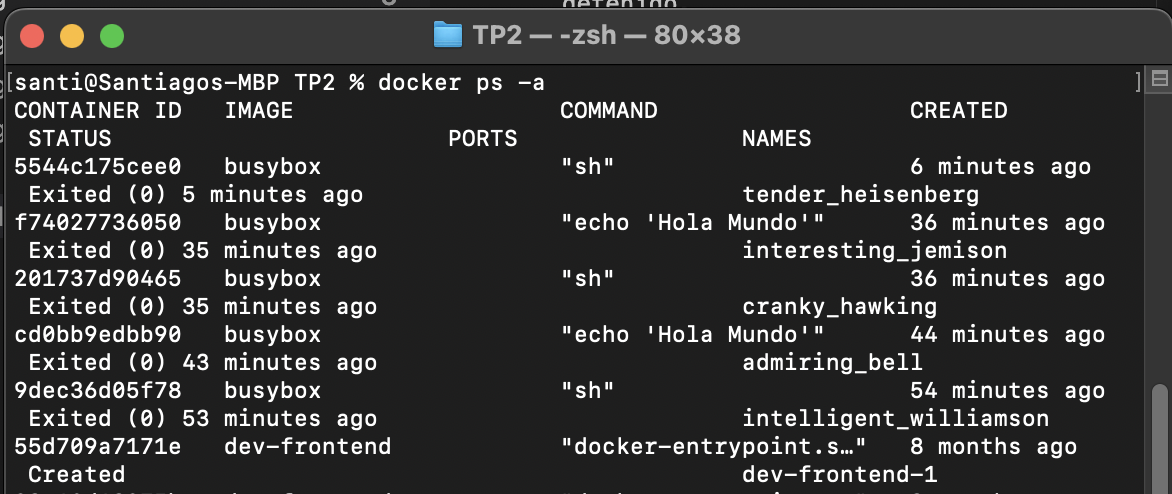 detenido
TP2 — -zsh — 80×38
[santi@Santiagos-MBP TP2 % docker ps -a ]
CONTAINER ID   IMAGE                   COMMAND                  CREATED
 STATUS                        PORTS                NAMES
5544c175cee0   busybox                 "sh"                     6 minutes ago
 Exited (0) 5 minutes ago                           tender_heisenberg
f74027736050   busybox                 "echo 'Hola Mundo'"      36 minutes ago
 Exited (0) 35 minutes ago                          interesting_jemison
201737d90465   busybox                 "sh"                     36 minutes ago
 Exited (0) 35 minutes ago                          cranky_hawking
cd0bb9edbb90   busybox                 "echo 'Hola Mundo'"      44 minutes ago
 Exited (0) 43 minutes ago                          admiring_bell
9dec36d05f78   busybox                 "sh"                     54 minutes ago
 Exited (0) 53 minutes ago                          intelligent_williamson
55d709a7171e   dev-frontend            "docker-entrypoint.s…"   8 months ago
 Created                                            dev-frontend-1